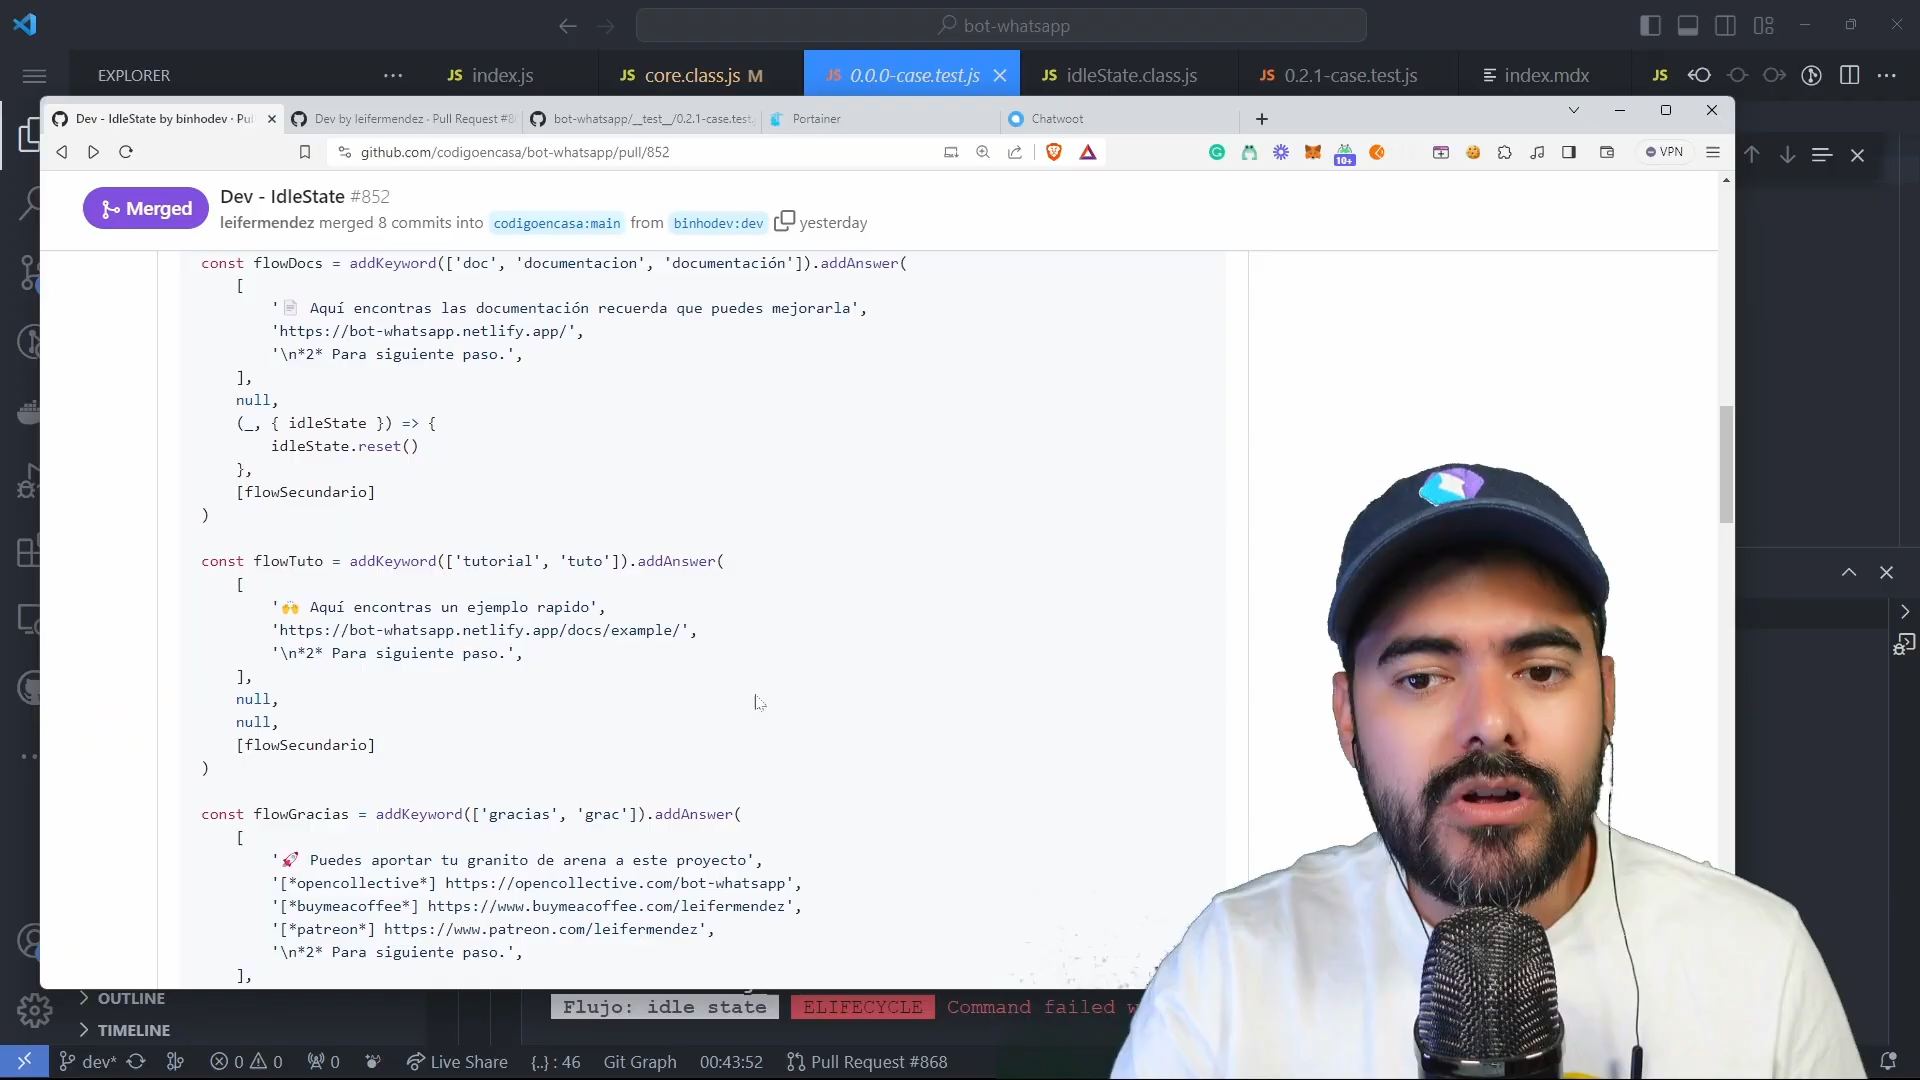 bot-whatsapp
EXPLORER
JS index.js
JS core.class.js M
JS 0.0.0-case.test.js
JS idleState.class.js
JS 0.2.1-case.test.js
index.mdx
JS
Dev - IdleState by binhodev · Pul
Dev by leifermendez · Pull Request #8
bot-whatsapp/__test__/0.2.1-case.test.
Portainer
Chatwoot
github.com/codigoencasa/bot-whatsapp/pull/852
10+
VPN
Merged
Dev - IdleState #852
leifermendez merged 8 commits into codigoencasa:main from binhodev:dev yesterday
const flowDocs = addKeyword(['doc', 'documentacion', 'documentación']).addAnswer(
[
'📄 Aquí encontras las documentación recuerda que puedes mejorarla',
'https://bot-whatsapp.netlify.app/',
'\n*2* Para siguiente paso.',
],
null,
(_, { idleState }) => {
idleState.reset()
},
[flowSecundario]
)
const flowTuto = addKeyword(['tutorial', 'tuto']).addAnswer(
[
'🙌 Aquí encontras un ejemplo rapido',
'https://bot-whatsapp.netlify.app/docs/example/',
'\n*2* Para siguiente paso.',
],
null,
null,
[flowSecundario]
)
const flowGracias = addKeyword(['gracias', 'grac']).addAnswer(
[
'🚀 Puedes aportar tu granito de arena a este proyecto',
'[*opencollective*] https://opencollective.com/bot-whatsapp',
'[*buymeacoffee*] https://www.buymeacoffee.com/leifermendez',
'[*patreon*] https://www.patreon.com/leifermendez',
'\n*2* Para siguiente paso.',
],
OUTLINE
TIMELINE
Flujo: idle state ELIFECYCLE Command failed w
dev* 0 0 0 Live Share {..} : 46 Git Graph 00:43:52 Pull Request #868